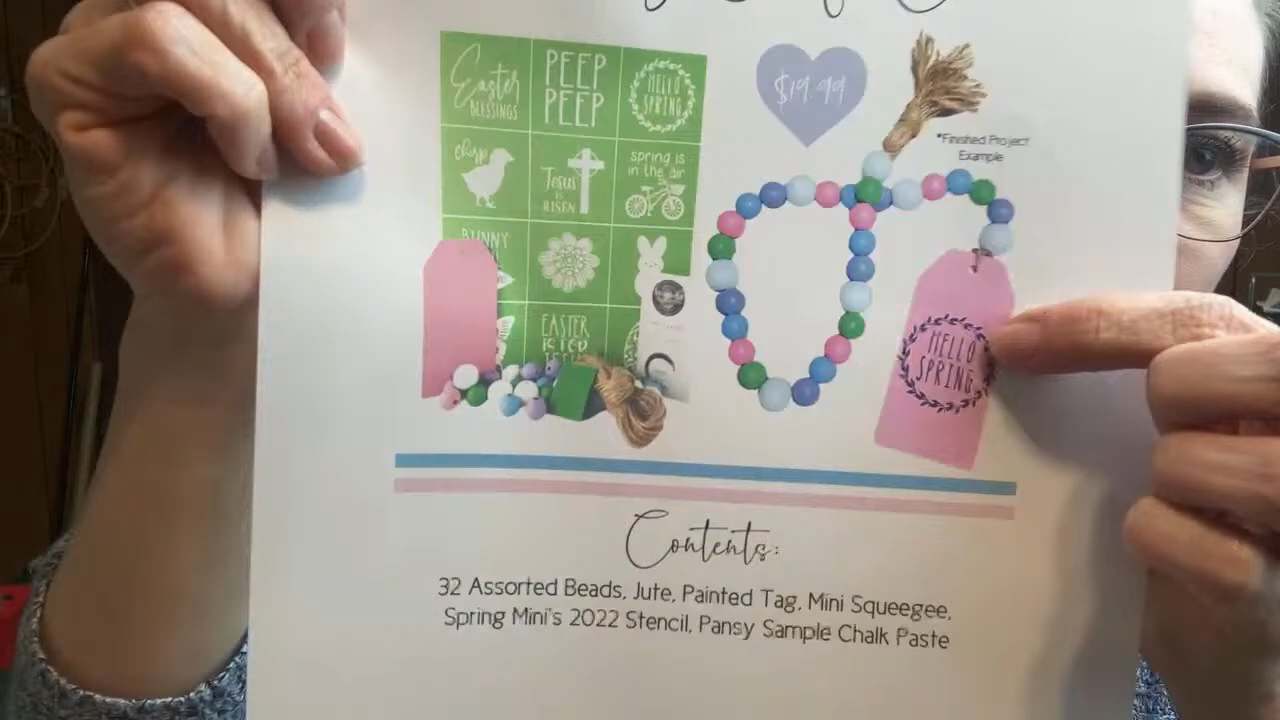 Easter
BLESSINGS
PEEP
PEEP
HELLO
SPRING
$19.99
*Finished Project
Example
chirp
JESUS
IS
RISEN
spring is
in the air
BUNNY
EASTER
IS FOR
HELLO
SPRING
Contents:
32 Assorted Beads, Jute, Painted Tag, Mini Squeegee,
Spring Mini's 2022 Stencil, Pansy Sample Chalk Paste